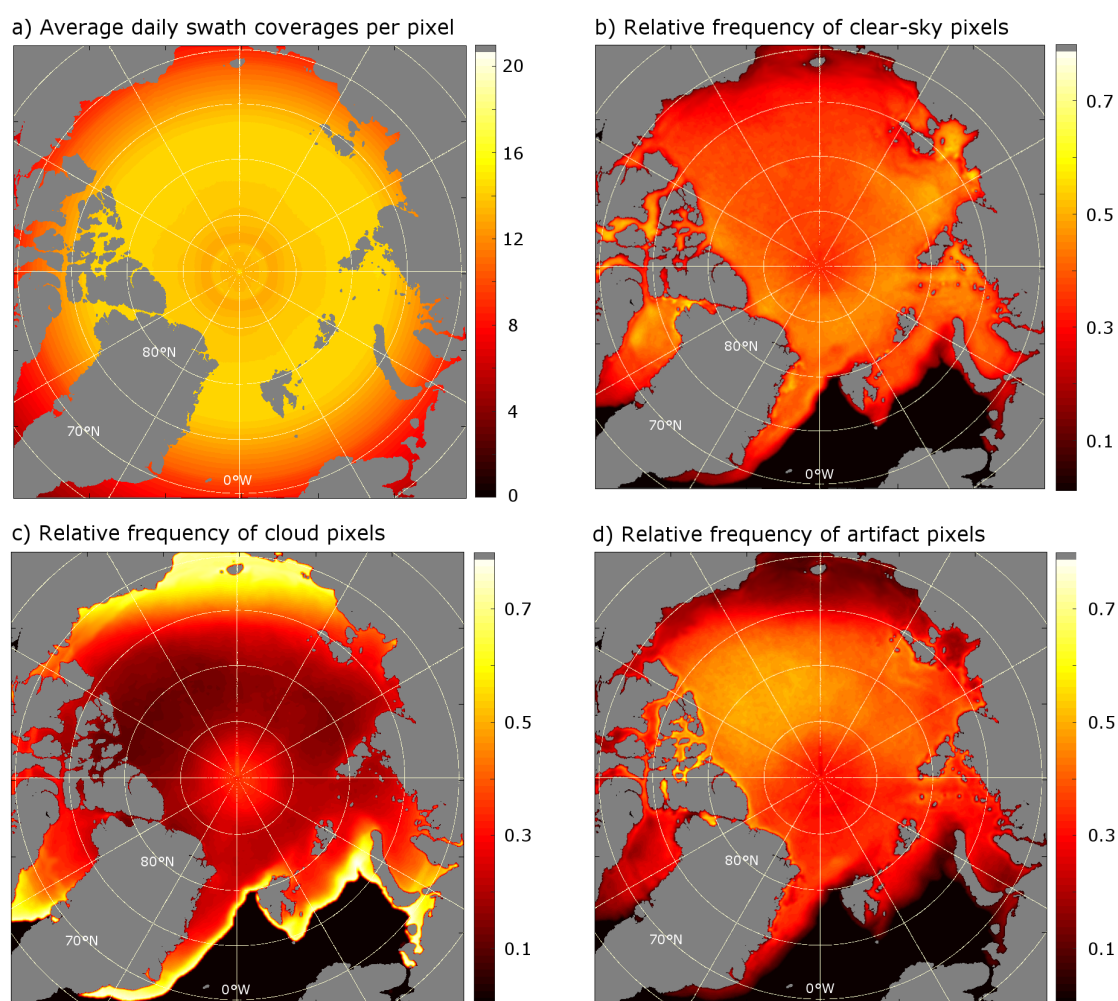 a) Average daily swath coverages per pixel
20
16
12
8
4
0
80°N
70°N
0°W
b) Relative frequency of clear-sky pixels
0.7
0.5
0.3
0.1
80°N
70°N
0°W
c) Relative frequency of cloud pixels
0.7
0.5
0.3
0.1
80°N
70°N
0°W
d) Relative frequency of artifact pixels
0.7
0.5
0.3
0.1
80°N
70°N
0°W